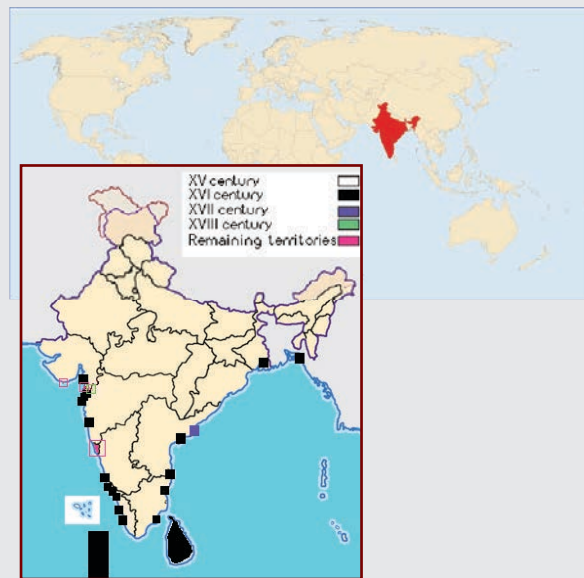 XV century
XVI century
XVII century
XVIII century
Remaining territories